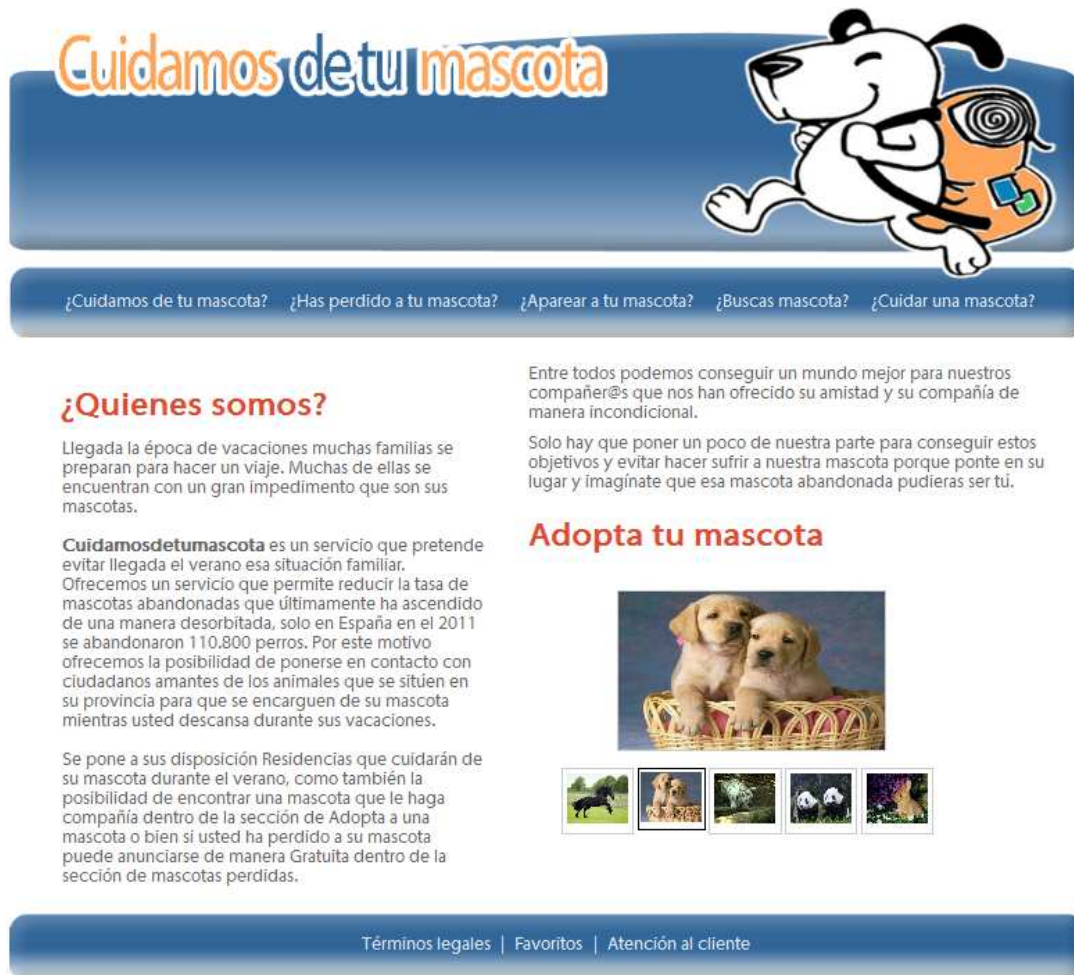 Cuidamos de tu mascota
¿Cuidamos de tu mascota? ¿Has perdido a tu mascota? ¿Aparear a tu mascota? ¿Buscas mascota? ¿Cuidar una mascota?
¿Quienes somos?
Llegada la época de vacaciones muchas familias se
preparan para hacer un viaje. Muchas de ellas se
encuentran con un gran impedimento que son sus
mascotas.
Cuidamosdetumascota es un servicio que pretende
evitar llegada el verano esa situación familiar.
Ofrecemos un servicio que permite reducir la tasa de
mascotas abandonadas que últimamente ha ascendido
de una manera desorbitada, solo en España en el 2011
se abandonaron 110.800 perros. Por este motivo
ofrecemos la posibilidad de ponerse en contacto con
ciudadanos amantes de los animales que se sitúen en
su provincia para que se encarguen de su mascota
mientras usted descansa durante sus vacaciones.
Se pone a sus disposición Residencias que cuidarán de
su mascota durante el verano, como también la
posibilidad de encontrar una mascota que le haga
compañía dentro de la sección de Adopta a una
mascota o bien si usted ha perdido a su mascota
puede anunciarse de manera Gratuita dentro de la
sección de mascotas perdidas.
Entre todos podemos conseguir un mundo mejor para nuestros
compañer@s que nos han ofrecido su amistad y su compañía de
manera incondicional.
Solo hay que poner un poco de nuestra parte para conseguir estos
objetivos y evitar hacer sufrir a nuestra mascota porque ponte en su
lugar y imagínate que esa mascota abandonada pudieras ser tú.
Adopta tu mascota
Términos legales | Favoritos | Atención al cliente